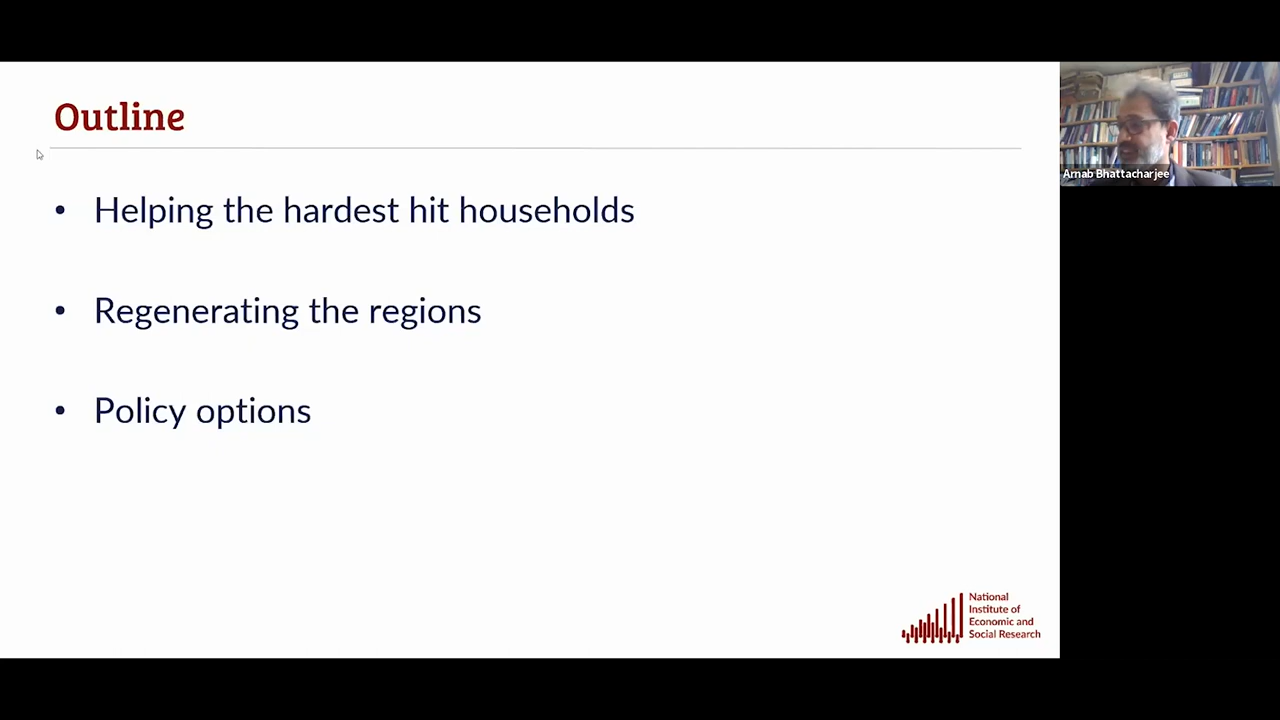 Outline
• Helping the hardest hit households
• Regenerating the regions
• Policy options
National
Institute of
Economic and
Social Research
Arnab Bhattacharjee